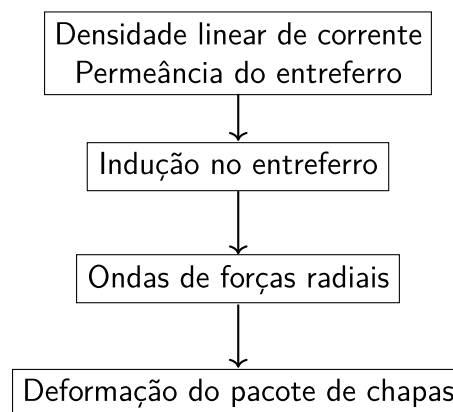 Densidade linear de corrente
Permeância do entreferro
Indução no entreferro
Ondas de forças radiais
Deformação do pacote de chapas